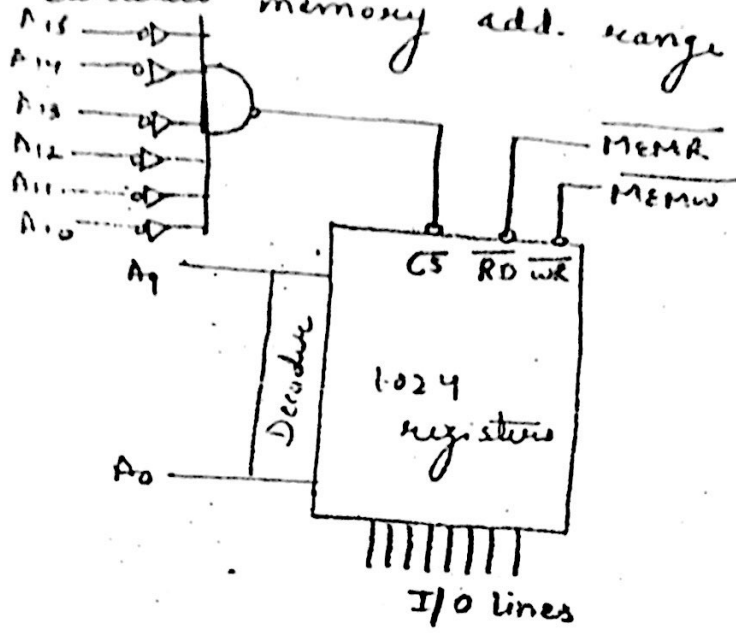 memory add. range
A15
A14
A13
A12
A11
A10
MEMR
MEMW
A9
CS RD WR
Decoder
1024
registers
A0
I/O lines